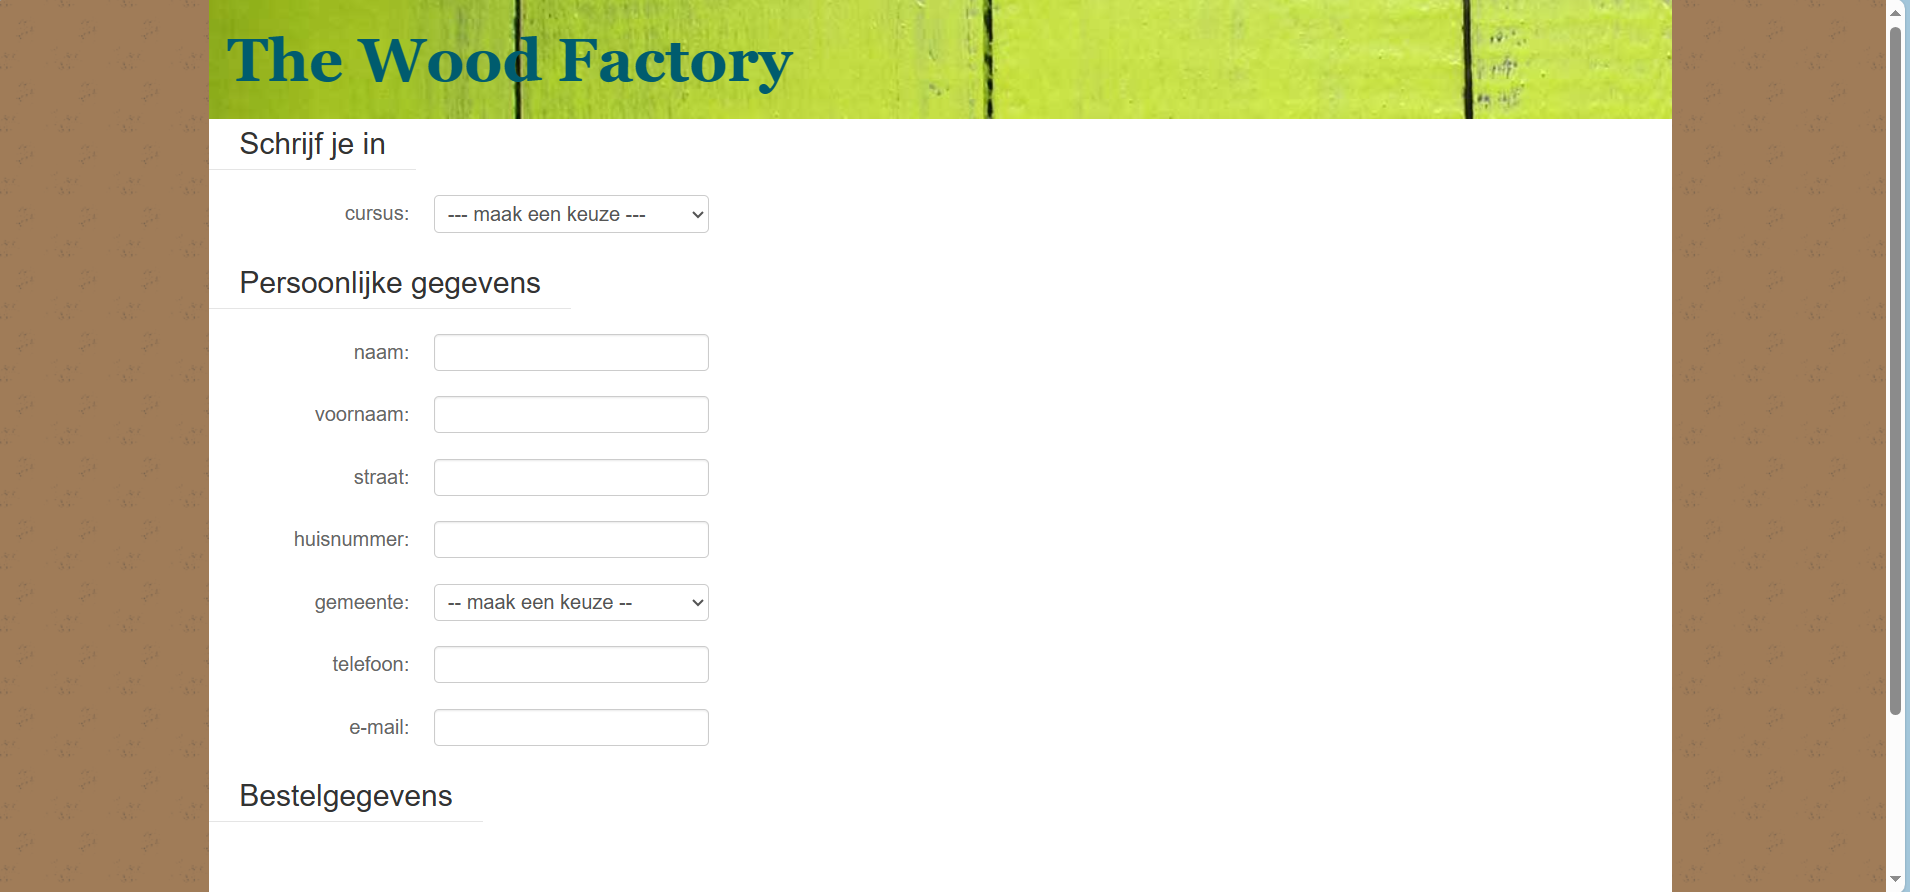 The Wood Factory
Schrijf je in
cursus: --- maak een keuze ---
Persoonlijke gegevens
naam:
voornaam:
straat:
huisnummer:
gemeente: -- maak een keuze --
telefoon:
e-mail:
Bestelgegevens